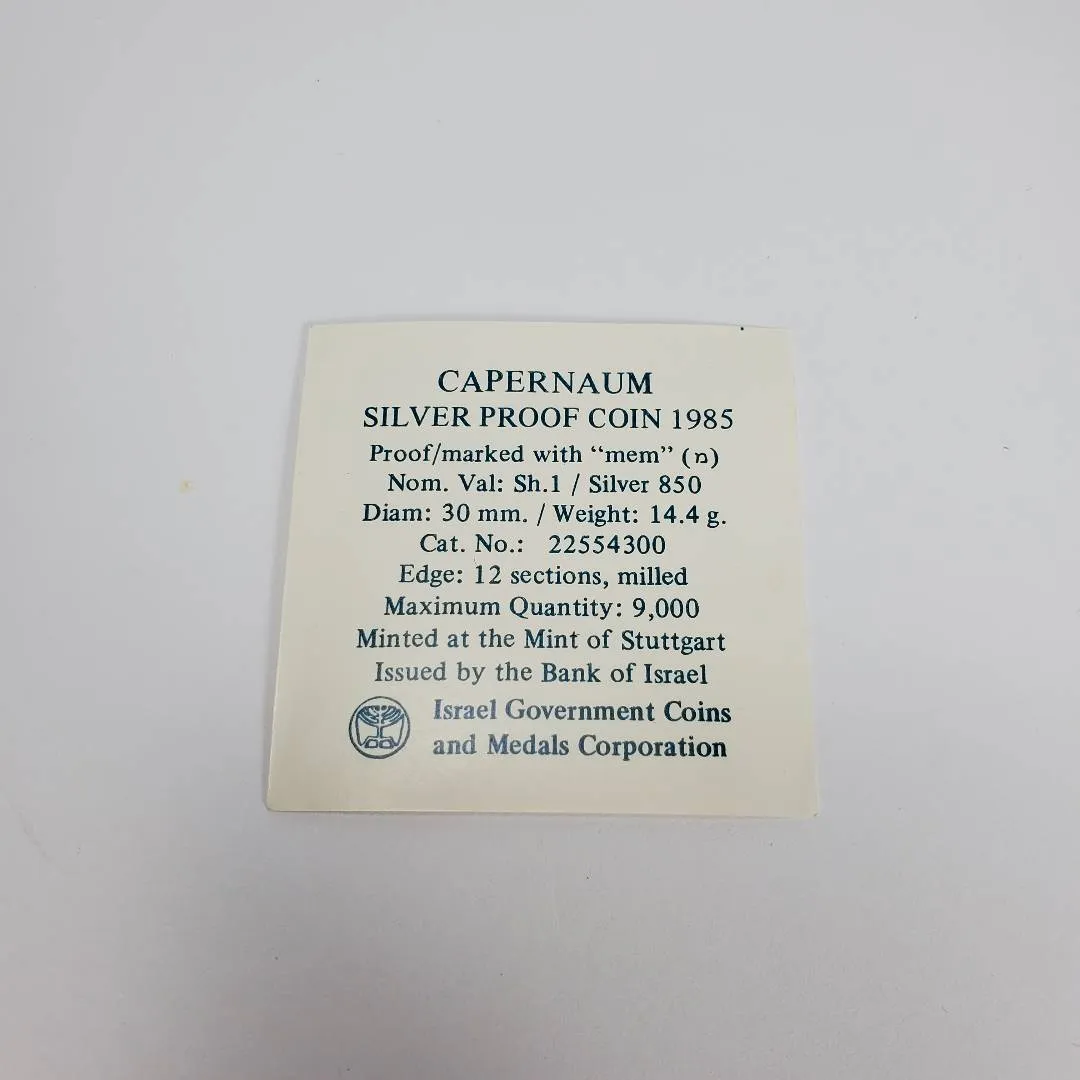 CAPERNAUM
SILVER PROOF COIN 1985
Proof/marked with “mem” (מ)
Nom. Val: Sh.1 / Silver 850
Diam: 30 mm. / Weight: 14.4 g.
Cat. No.: 22554300
Edge: 12 sections, milled
Maximum Quantity: 9,000
Minted at the Mint of Stuttgart
Issued by the Bank of Israel
Israel Government Coins
and Medals Corporation